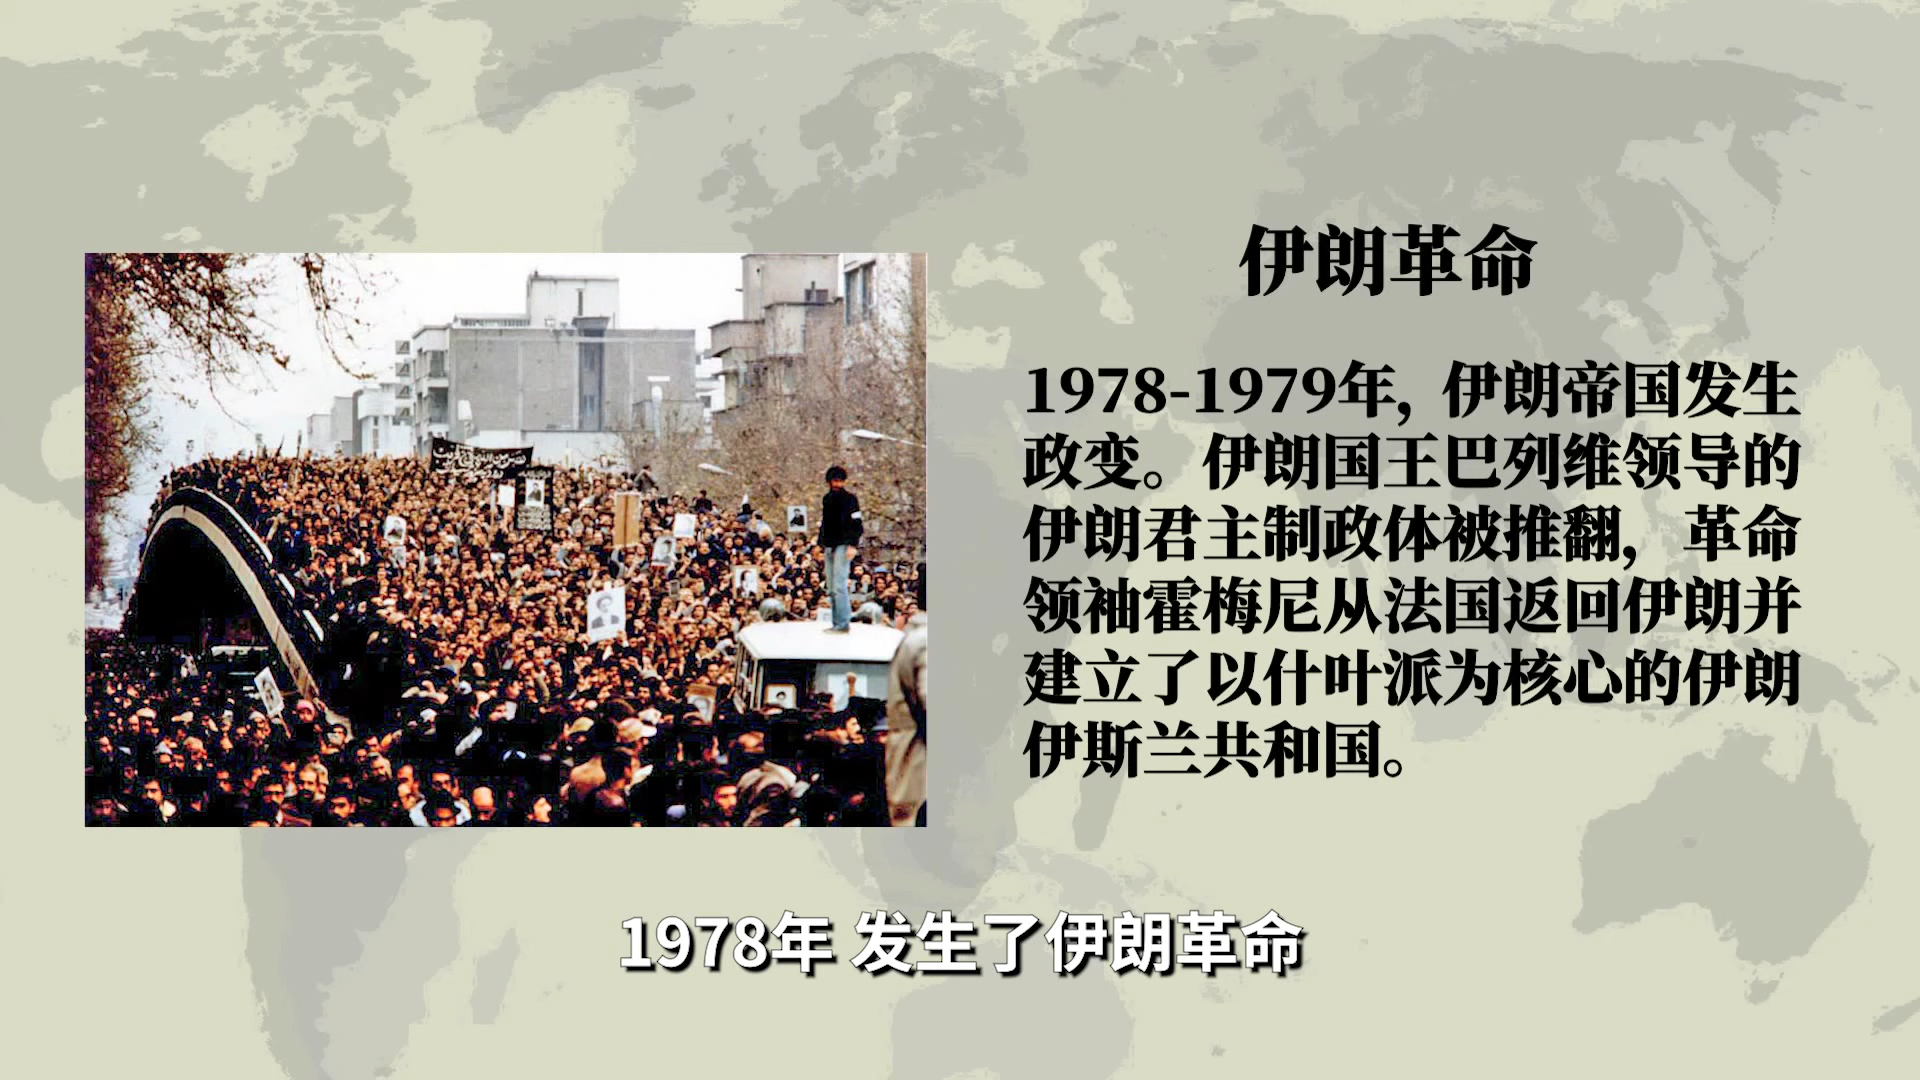 伊朗革命
1978-1979年，伊朗帝国发生
政变。伊朗国王巴列维领导的
伊朗君主制政体被推翻，革命
领袖霍梅尼从法国返回伊朗并
建立了以什叶派为核心的伊朗
伊斯兰共和国。
1978年 发生了伊朗革命